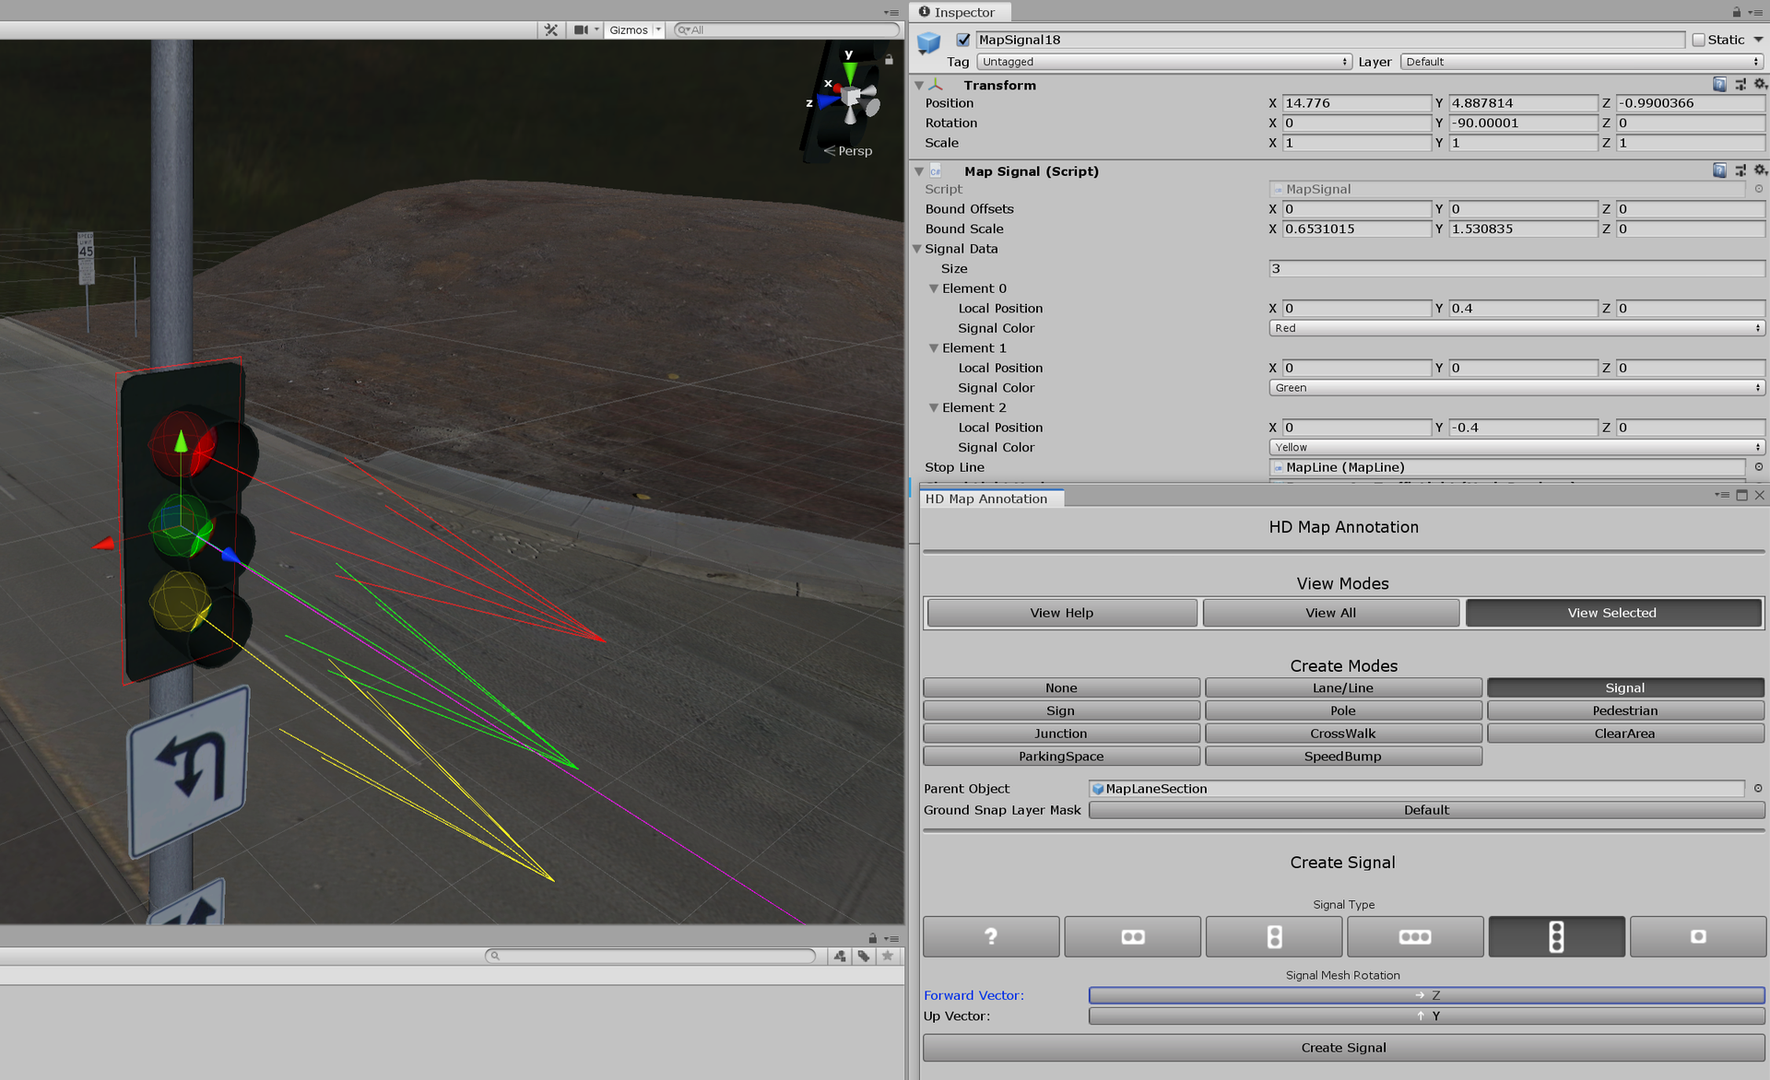 Inspector
Gizmos
All
MapSignal18
Static
Tag Untagged Layer Default
Transform
Position X 14.776 Y 4.887814 Z -0.9900366
Rotation X 0 Y -90.00001 Z 0
Scale X 1 Y 1 Z 1
Map Signal (Script)
Script MapSignal
Bound Offsets X 0 Y 0 Z 0
Bound Scale X 0.6531015 Y 1.530835 Z 0
Signal Data
Size 3
Element 0
Local Position X 0 Y 0.4 Z 0
Signal Color Red
Element 1
Local Position X 0 Y 0 Z 0
Signal Color Green
Element 2
Local Position X 0 Y -0.4 Z 0
Signal Color Yellow
Stop Line MapLine (MapLine)
y
x
z
Persp
SPEED
LIMIT
45
HD Map Annotation
HD Map Annotation
View Modes
View Help View All View Selected
Create Modes
None Lane/Line Signal
Sign Pole Pedestrian
Junction CrossWalk ClearArea
ParkingSpace SpeedBump
Parent Object MapLaneSection
Ground Snap Layer Mask Default
Create Signal
Signal Type
?
Signal Mesh Rotation
Forward Vector: → Z
Up Vector: ↑ Y
Create Signal